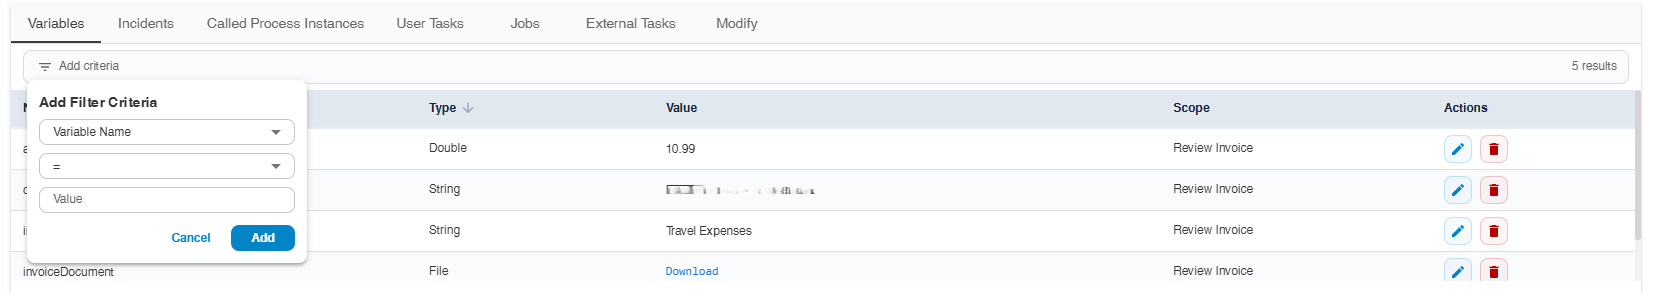 Variables Incidents Called Process Instances User Tasks Jobs External Tasks Modify
Add criteria 5 results
Add Filter Criteria
Variable Name
=
Value
Cancel Add
Type Value Scope Actions
Double 10.99 Review Invoice
String Review Invoice
String Travel Expenses Review Invoice
invoiceDocument File Download Review Invoice